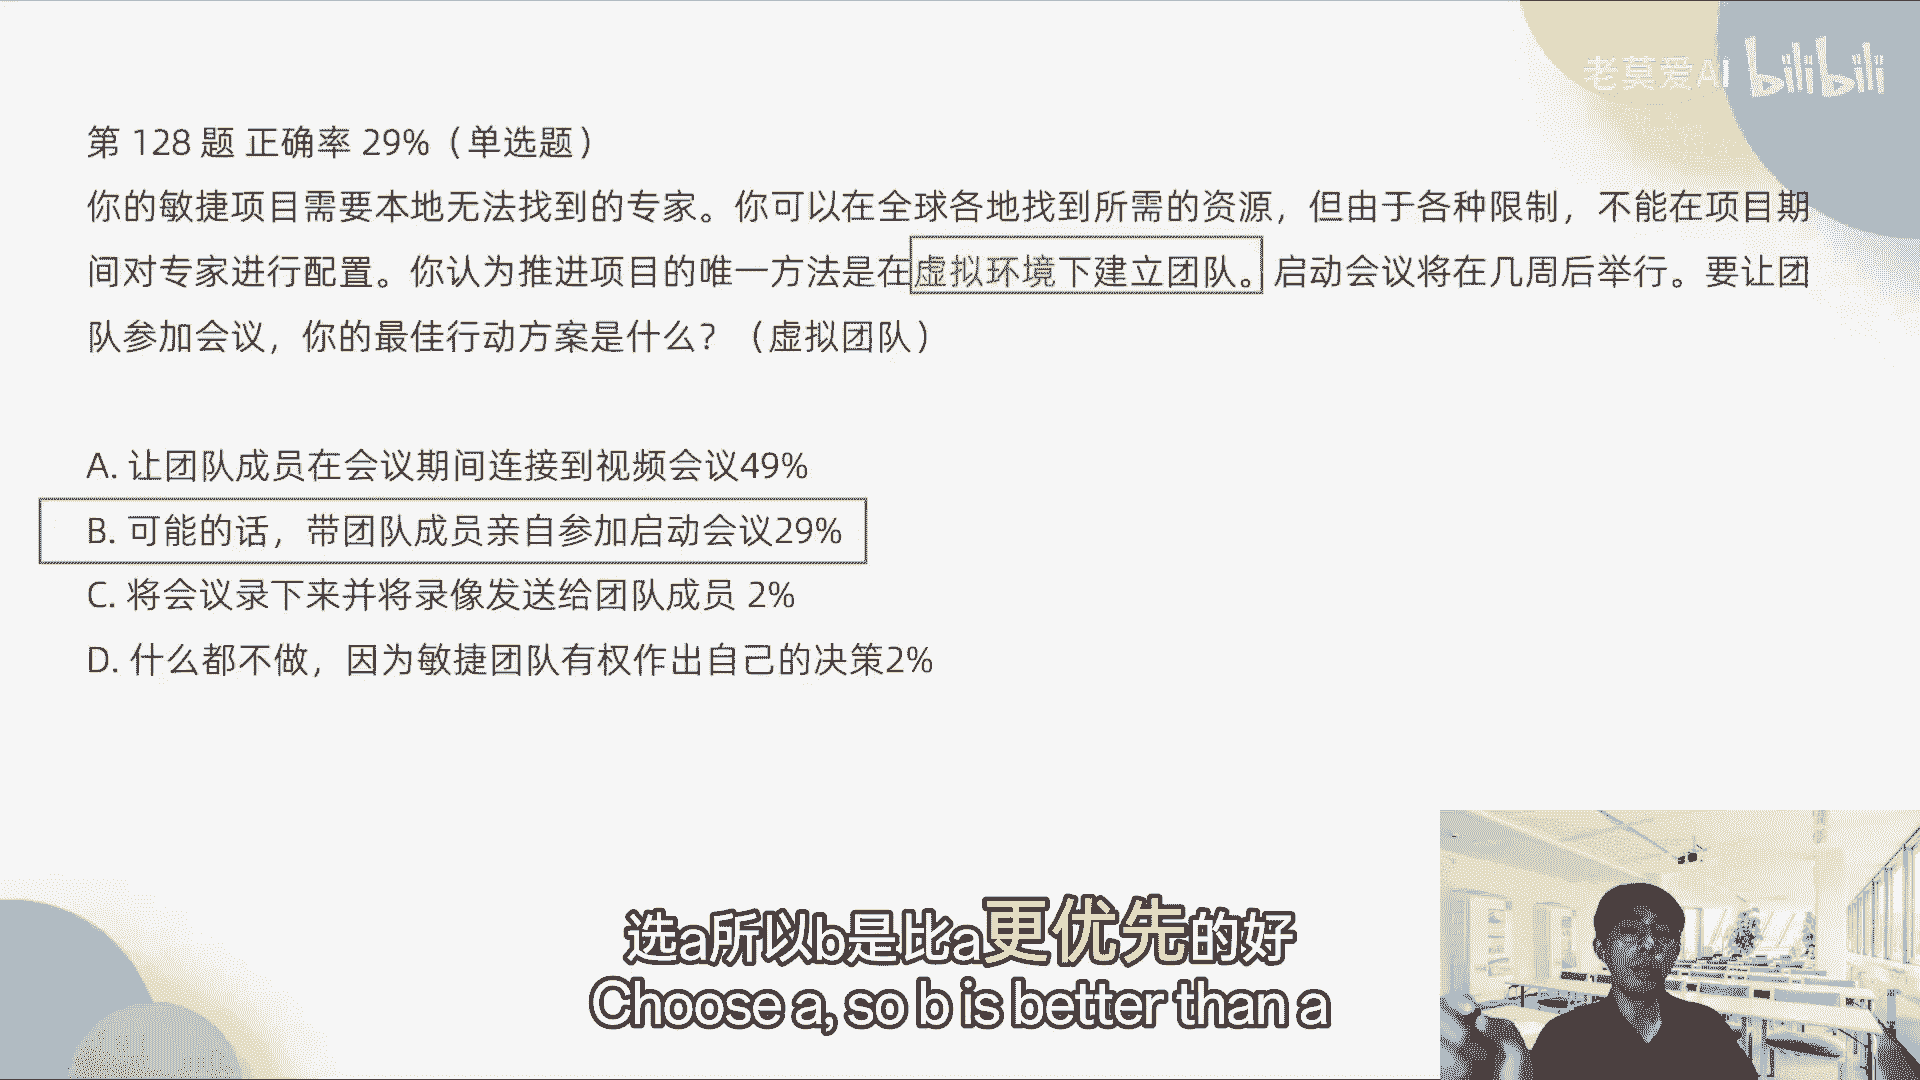 老莫爱AI bilibili
第 128 题 正确率 29%（单选题）
你的敏捷项目需要本地无法找到的专家。你可以在全球各地找到所需的资源，但由于各种限制，不能在项目期
间对专家进行配置。你认为推进项目的唯一方法是在虚拟环境下建立团队。启动会议将在几周后举行。要让团
队参加会议，你的最佳行动方案是什么？（虚拟团队）
A. 让团队成员在会议期间连接到视频会议49%
B. 可能的话，带团队成员亲自参加启动会议29%
C. 将会议录下来并将录像发送给团队成员 2%
D. 什么都不做，因为敏捷团队有权作出自己的决策2%
选a所以b是比a更优先的好
Choose a, so b is better than a